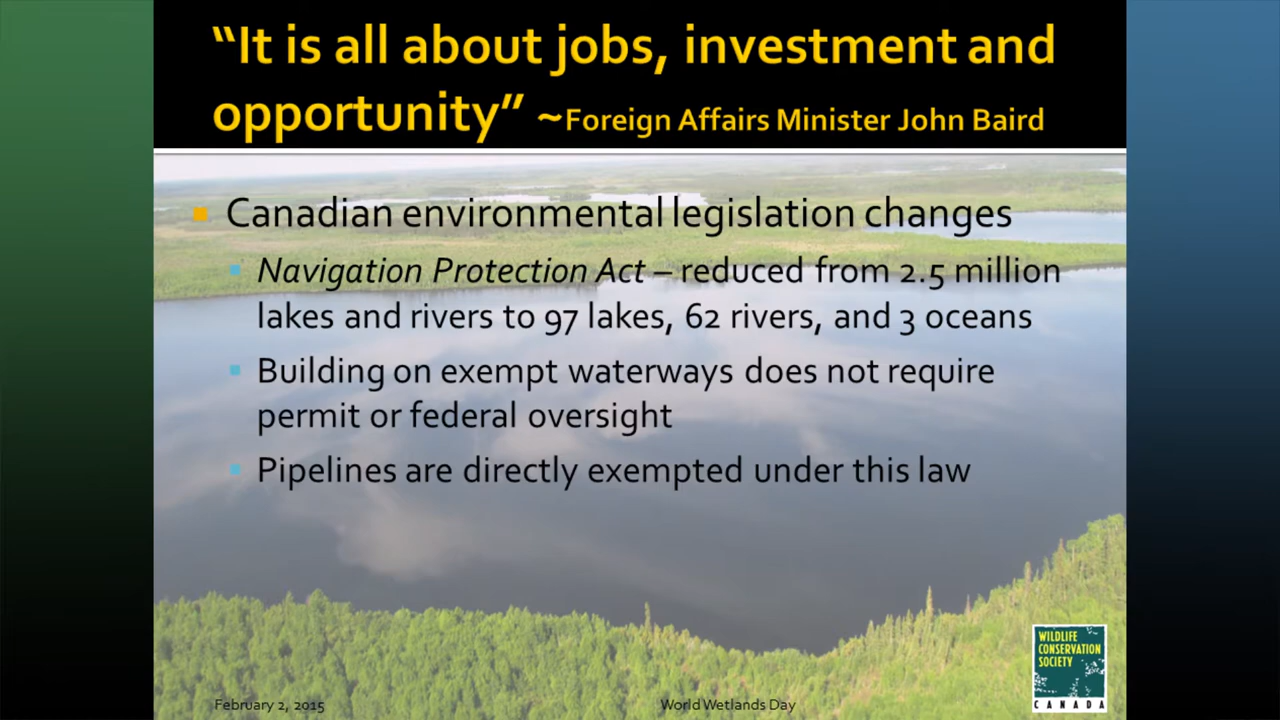 “It is all about jobs, investment and
opportunity” ~Foreign Affairs Minister John Baird
Canadian environmental legislation changes
Navigation Protection Act – reduced from 2.5 million
lakes and rivers to 97 lakes, 62 rivers, and 3 oceans
Building on exempt waterways does not require
permit or federal oversight
Pipelines are directly exempted under this law
WILDLIFE
CONSERVATION
SOCIETY
CANADA
February 2, 2015
World Wetlands Day